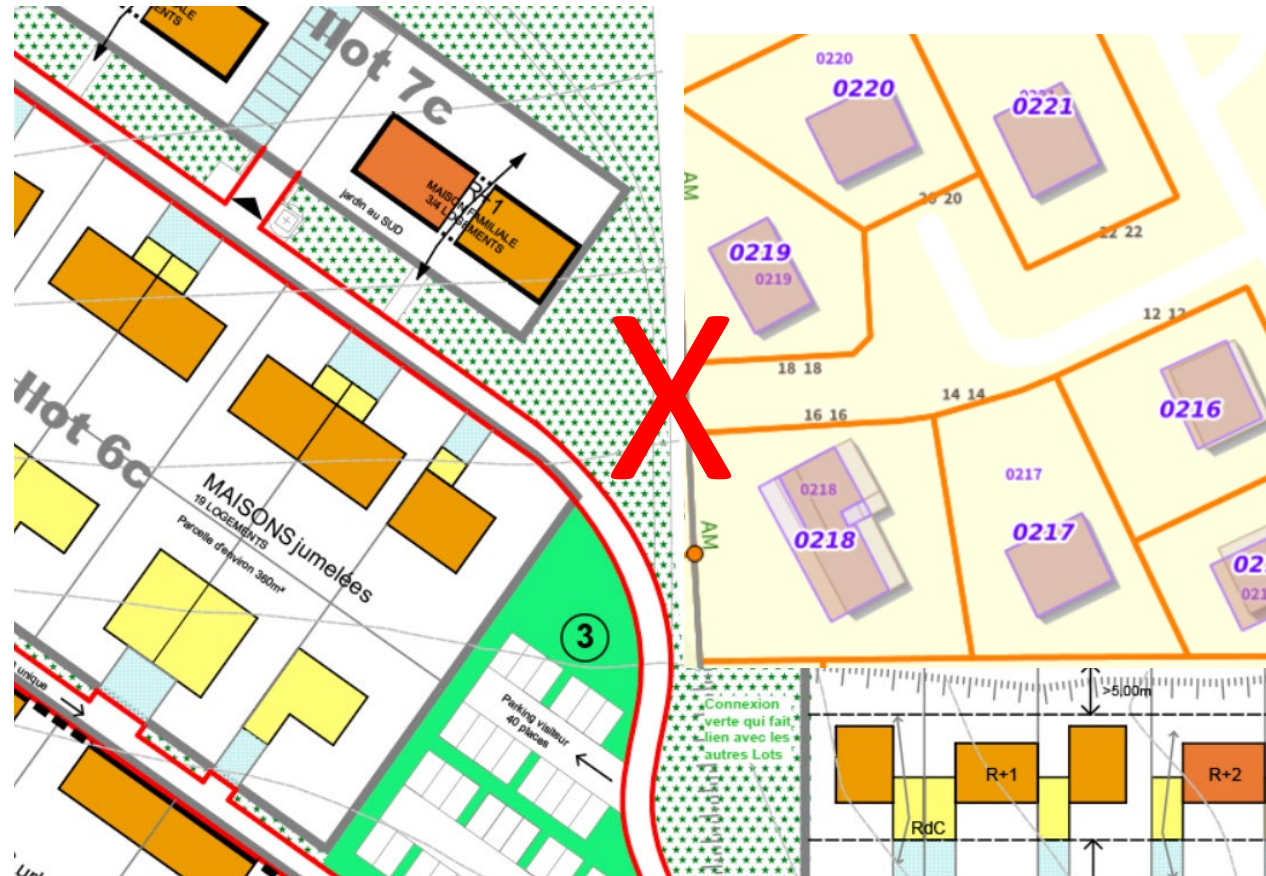 ENTS
Ilot 7c
R+1
MAISON FAMILIALE
3/4 LOGEMENTS
jardin au SUD
Ilot 6c
MAISONS jumelées
19 LOGEMENTS
Parcelle d'environ 360m²
unique
3
Parking visiteur
40 places
X
0220
0220
0221
20 20
22 22
0219
0219
AM
18 18
12 12
14 14
16 16
0216
0217
0217
0218
0218
AM
Connexion
verte qui fait
lien avec les
autres Lots
>5,00m
R+1
R+2
RdC